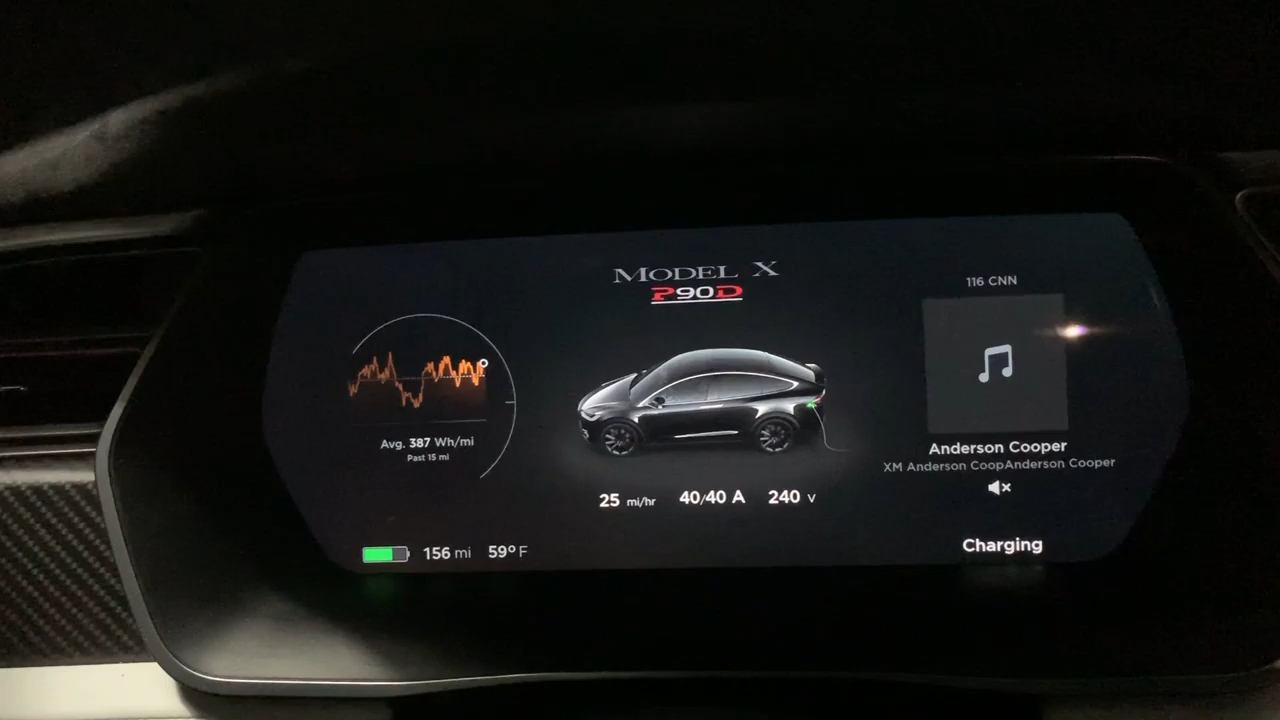 MODEL X
P90D
116 CNN
Avg. 387 Wh/mi
Past 15 mi
Anderson Cooper
XM Anderson CoopAnderson Cooper
25 mi/hr 40/40 A 240 V
156 mi 59° F
Charging